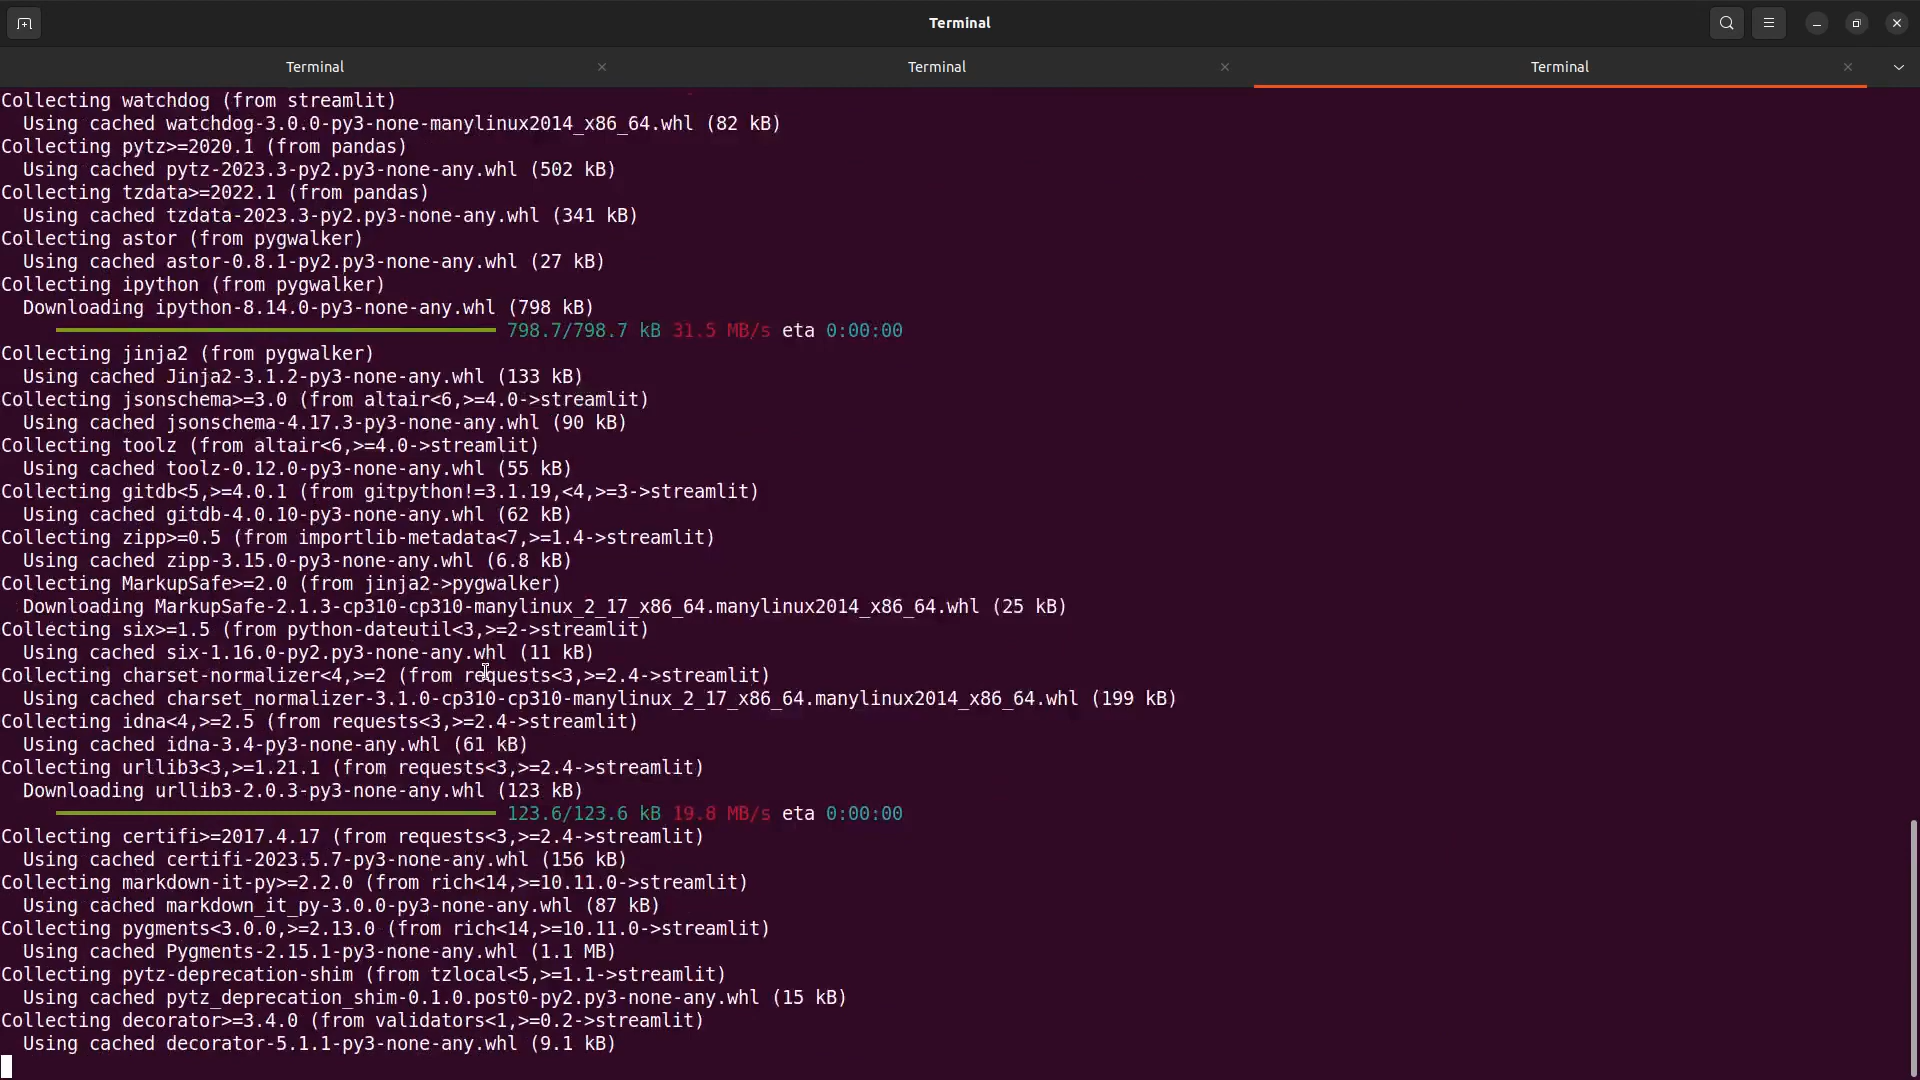 Terminal
Terminal
Terminal
Terminal
Collecting watchdog (from streamlit)
  Using cached watchdog-3.0.0-py3-none-manylinux2014_x86_64.whl (82 kB)
Collecting pytz>=2020.1 (from pandas)
  Using cached pytz-2023.3-py2.py3-none-any.whl (502 kB)
Collecting tzdata>=2022.1 (from pandas)
  Using cached tzdata-2023.3-py2.py3-none-any.whl (341 kB)
Collecting astor (from pygwalker)
  Using cached astor-0.8.1-py2.py3-none-any.whl (27 kB)
Collecting ipython (from pygwalker)
  Downloading ipython-8.14.0-py3-none-any.whl (798 kB)
798.7/798.7 kB 31.5 MB/s eta 0:00:00
Collecting jinja2 (from pygwalker)
  Using cached Jinja2-3.1.2-py3-none-any.whl (133 kB)
Collecting jsonschema>=3.0 (from altair<6,>=4.0->streamlit)
  Using cached jsonschema-4.17.3-py3-none-any.whl (90 kB)
Collecting toolz (from altair<6,>=4.0->streamlit)
  Using cached toolz-0.12.0-py3-none-any.whl (55 kB)
Collecting gitdb<5,>=4.0.1 (from gitpython!=3.1.19,<4,>=3->streamlit)
  Using cached gitdb-4.0.10-py3-none-any.whl (62 kB)
Collecting zipp>=0.5 (from importlib-metadata<7,>=1.4->streamlit)
  Using cached zipp-3.15.0-py3-none-any.whl (6.8 kB)
Collecting MarkupSafe>=2.0 (from jinja2->pygwalker)
  Downloading MarkupSafe-2.1.3-cp310-cp310-manylinux_2_17_x86_64.manylinux2014_x86_64.whl (25 kB)
Collecting six>=1.5 (from python-dateutil<3,>=2->streamlit)
  Using cached six-1.16.0-py2.py3-none-any.whl (11 kB)
Collecting charset-normalizer<4,>=2 (from requests<3,>=2.4->streamlit)
  Using cached charset_normalizer-3.1.0-cp310-cp310-manylinux_2_17_x86_64.manylinux2014_x86_64.whl (199 kB)
Collecting idna<4,>=2.5 (from requests<3,>=2.4->streamlit)
  Using cached idna-3.4-py3-none-any.whl (61 kB)
Collecting urllib3<3,>=1.21.1 (from requests<3,>=2.4->streamlit)
  Downloading urllib3-2.0.3-py3-none-any.whl (123 kB)
123.6/123.6 kB 19.8 MB/s eta 0:00:00
Collecting certifi>=2017.4.17 (from requests<3,>=2.4->streamlit)
  Using cached certifi-2023.5.7-py3-none-any.whl (156 kB)
Collecting markdown-it-py>=2.2.0 (from rich<14,>=10.11.0->streamlit)
  Using cached markdown_it_py-3.0.0-py3-none-any.whl (87 kB)
Collecting pygments<3.0.0,>=2.13.0 (from rich<14,>=10.11.0->streamlit)
  Using cached Pygments-2.15.1-py3-none-any.whl (1.1 MB)
Collecting pytz-deprecation-shim (from tzlocal<5,>=1.1->streamlit)
  Using cached pytz_deprecation_shim-0.1.0.post0-py2.py3-none-any.whl (15 kB)
Collecting decorator>=3.4.0 (from validators<1,>=0.2->streamlit)
  Using cached decorator-5.1.1-py3-none-any.whl (9.1 kB)